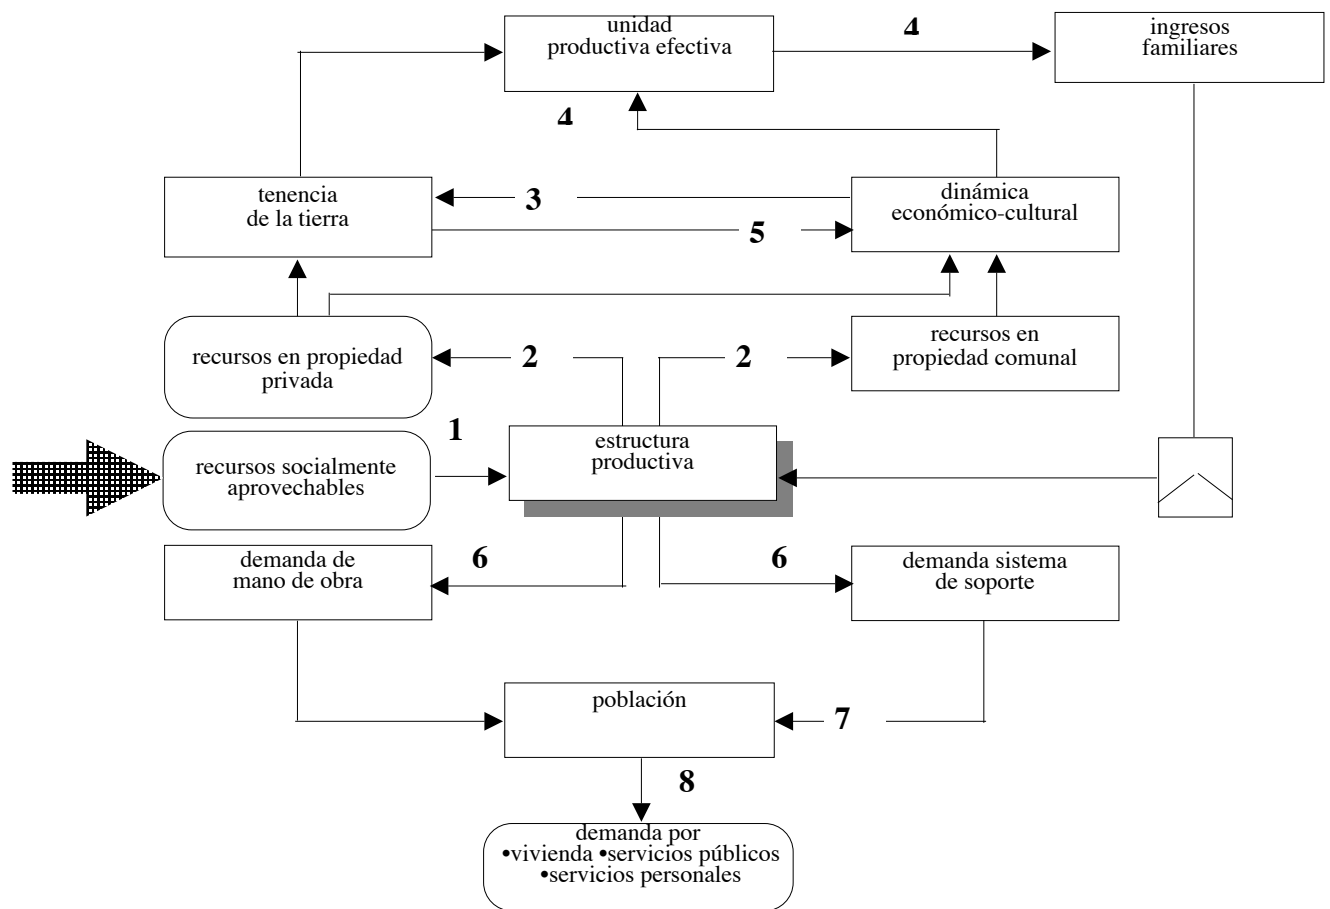 unidad
productiva efectiva
4
ingresos
familiares
4
tenencia
de la tierra
3
5
dinámica
económico-cultural
recursos en propiedad
privada
2
2
recursos en
propiedad comunal
1
recursos socialmente
aprovechables
estructura
productiva
demanda de
mano de obra
6
6
demanda sistema
de soporte
población
7
8
demanda por
•vivienda •servicios públicos
•servicios personales